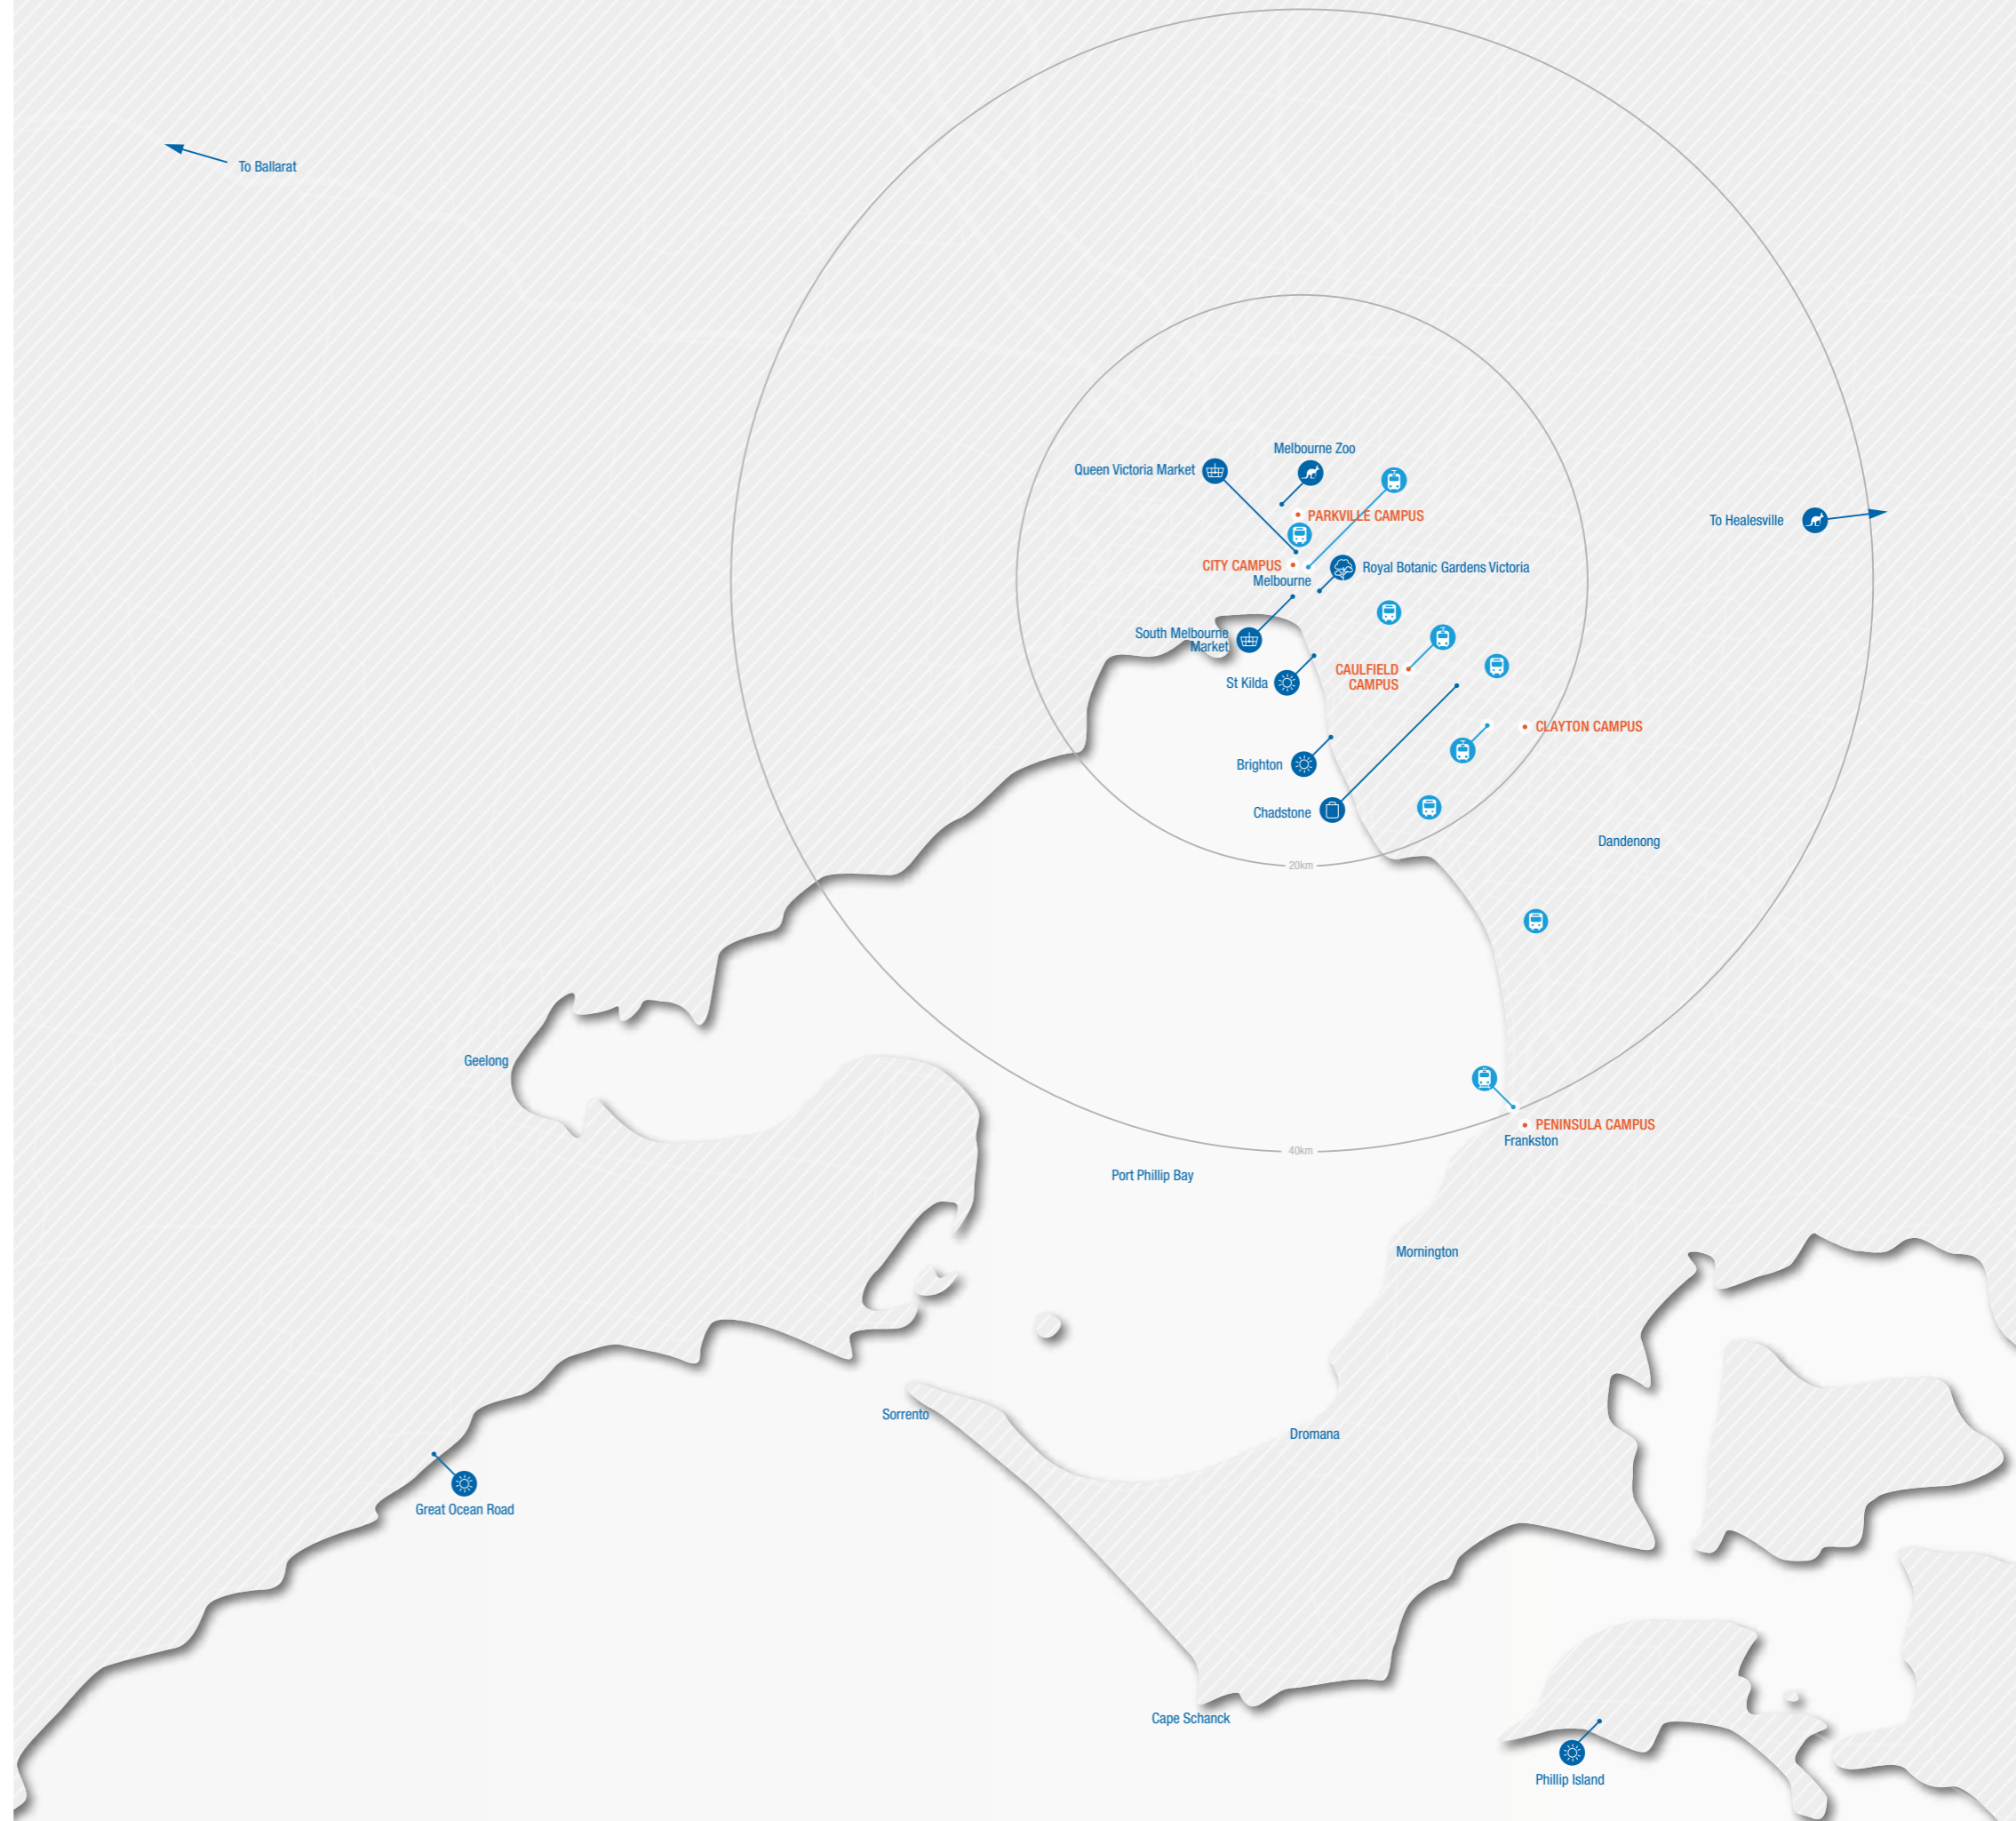 To Ballarat
Melbourne Zoo
Queen Victoria Market
PARKVILLE CAMPUS
To Healesville
CITY CAMPUS
Royal Botanic Gardens Victoria
Melbourne
South Melbourne
Market
CAULFIELD
CAMPUS
St Kilda
CLAYTON CAMPUS
Brighton
Chadstone
Dandenong
20km
Geelong
PENINSULA CAMPUS
Frankston
40km
Port Phillip Bay
Mornington
Sorrento
Dromana
Great Ocean Road
Cape Schanck
Phillip Island